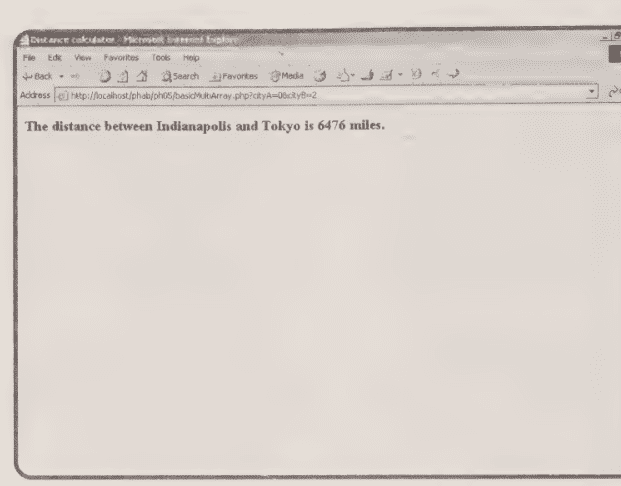 Distance calculator - Microsoft Internet Explorer
File Edit View Favorites Tools Help
Back Search Favorites Media
Address http://localhost/phab/ph05/basicMultiArray.php?cityA=0&cityB=2
The distance between Indianapolis and Tokyo is 6476 miles.